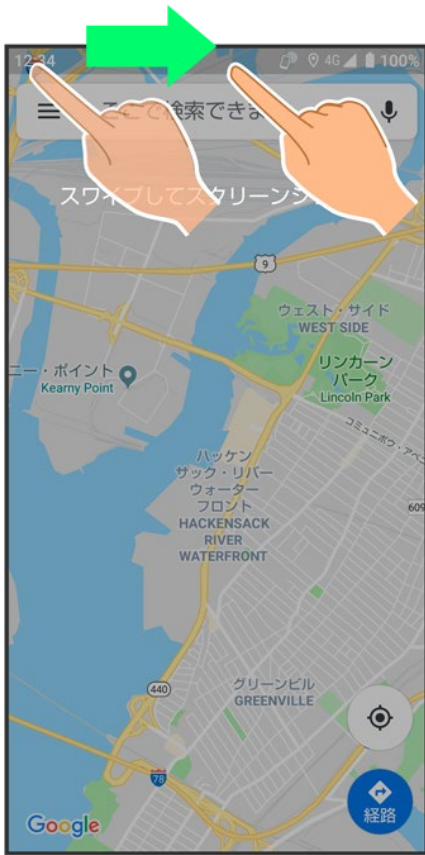 12:34
4G
100%
ここで検索できま
スワイプしてスクリーンシ
9
ウェスト・サイド
WEST SIDE
ニー・ポイント
Kearny Point
リンカーン
パーク
Lincoln Park
コミュニポウ・アベ
ハッケン
サック・リバー
ウォーター
フロント
HACKENSACK
RIVER
WATERFRONT
609
グリーンビル
GREENVILLE
440
78
経路
Google